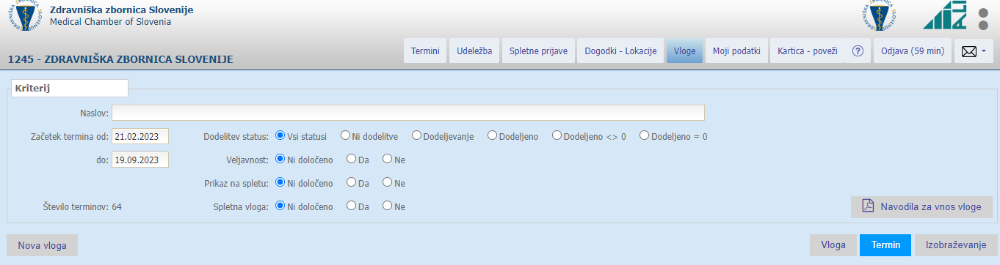 Zdravniška zbornica Slovenije
Medical Chamber of Slovenia
1245 - ZDRAVNIŠKA ZBORNICA SLOVENIJE
Termini Udeležba Spletne prijave Dogodki - Lokacije Vloge Moji podatki Kartica - poveži ? Odjava (59 min)
Kriterij
Naslov:
Začetek termina od: 21.02.2023 Dodelitev status: Vsi statusi Ni dodelitve Dodeljevanje Dodeljeno Dodeljeno <> 0 Dodeljeno = 0
do: 19.09.2023 Veljavnost: Ni določeno Da Ne
Prikaz na spletu: Ni določeno Da Ne
Število terminov: 64 Spletna vloga: Ni določeno Da Ne
Navodila za vnos vloge
Nova vloga Vloga Termin Izobraževanje